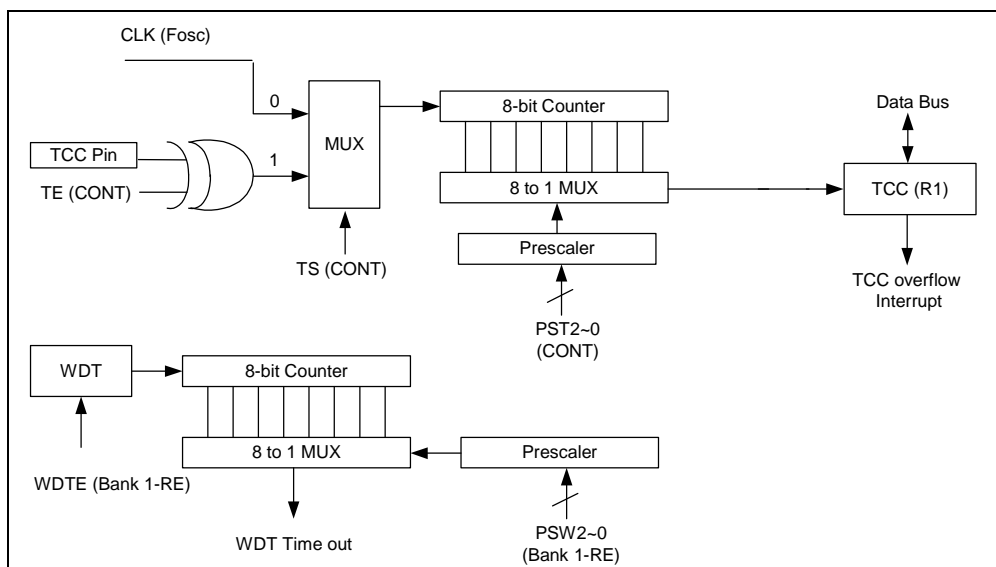 CLK (Fosc)
0
TCC Pin
TE (CONT)
1
MUX
TS (CONT)
8-bit Counter
8 to 1 MUX
Prescaler
PST2~0
(CONT)
Data Bus
TCC (R1)
TCC overflow
Interrupt
WDT
WDTE (Bank 1-RE)
8-bit Counter
8 to 1 MUX
WDT Time out
Prescaler
PSW2~0
(Bank 1-RE)